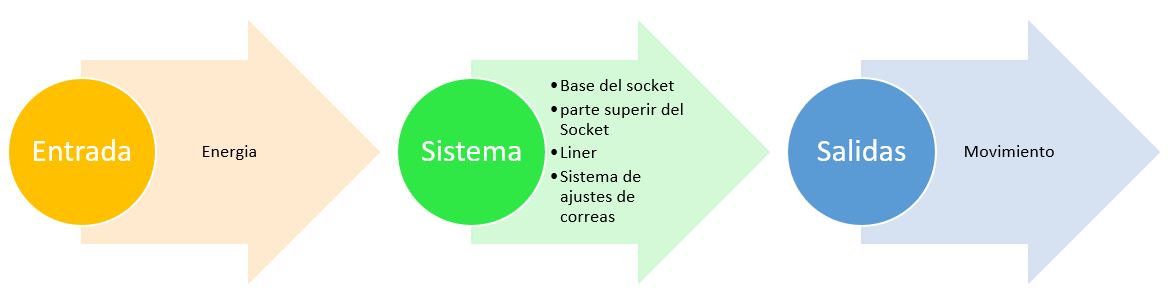 Entrada
Energia
Sistema
•Base del socket
•parte superir del
Socket
•Liner
•Sistema de
ajustes de
correas
Salidas
Movimiento